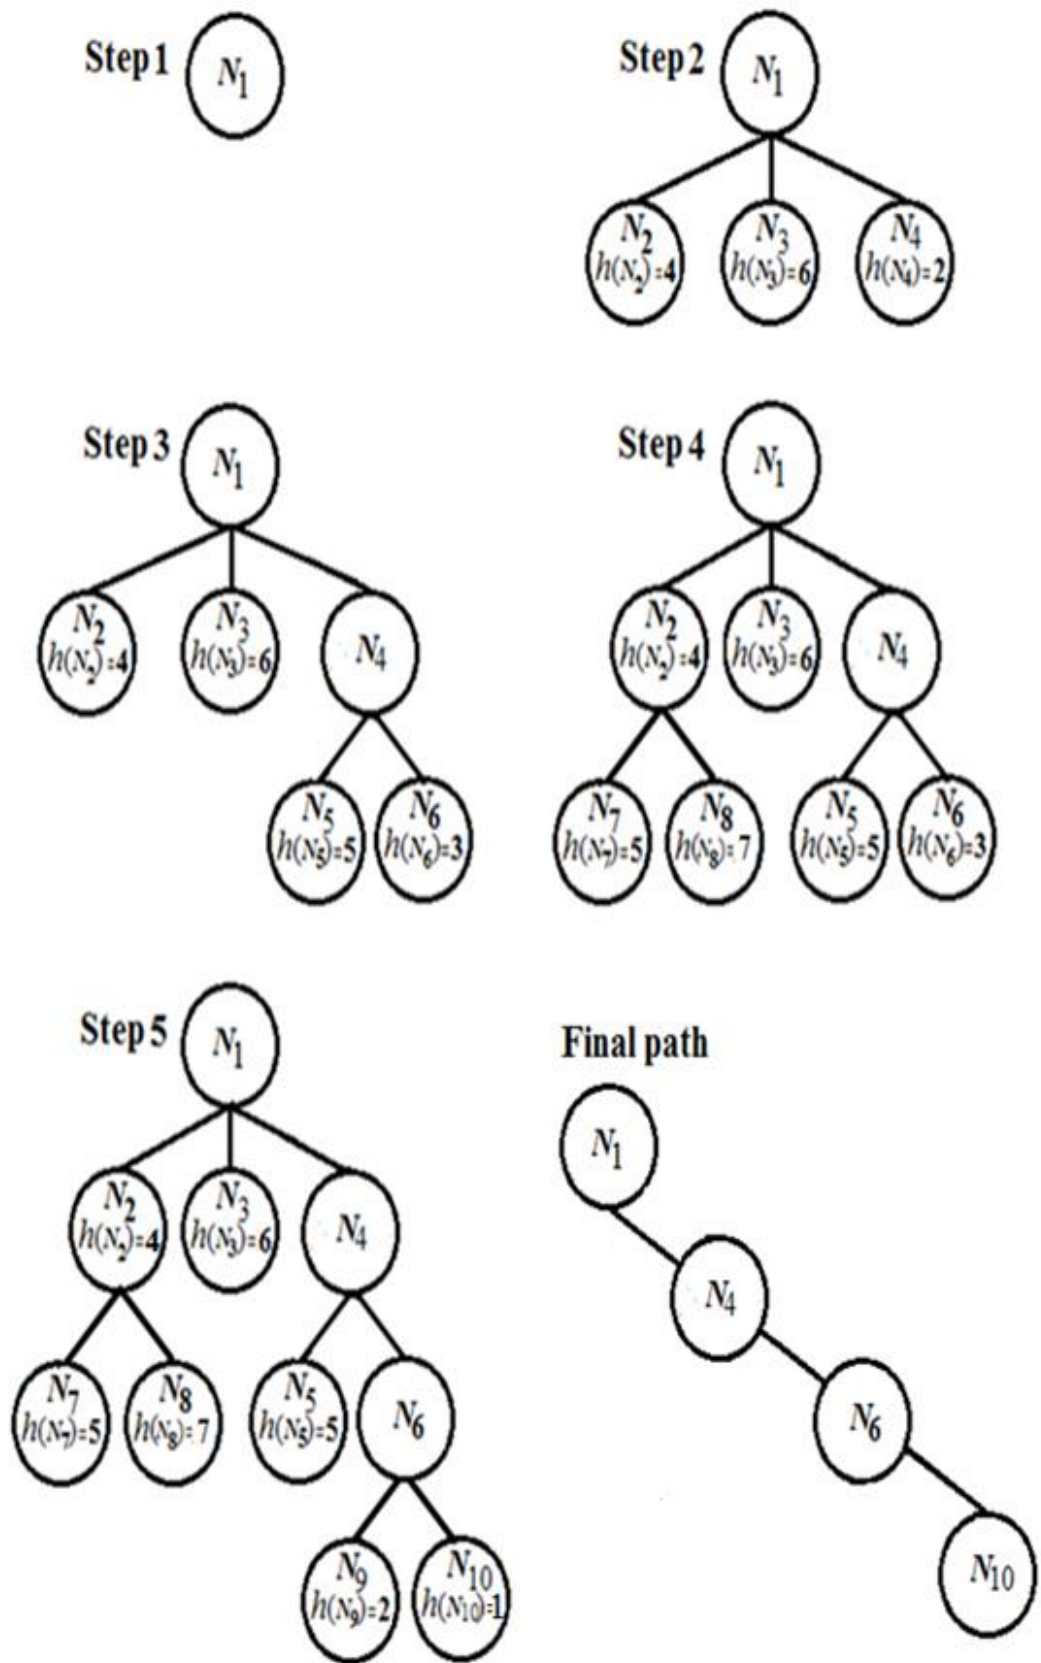 Step 1
N1
Step 2
N1
N2
h(N2)=4
N3
h(N3)=6
N4
h(N4)=2
Step 3
N1
N2
h(N2)=4
N3
h(N3)=6
N4
N5
h(N5)=5
N6
h(N6)=3
Step 4
N1
N2
h(N2)=4
N3
h(N3)=6
N4
N7
h(N7)=5
N8
h(N8)=7
N5
h(N5)=5
N6
h(N6)=3
Step 5
N1
N2
h(N2)=4
N3
h(N3)=6
N4
N7
h(N7)=5
N8
h(N8)=7
N5
h(N5)=5
N6
N9
h(N9)=2
N10
h(N10)=1
Final path
N1
N4
N6
N10